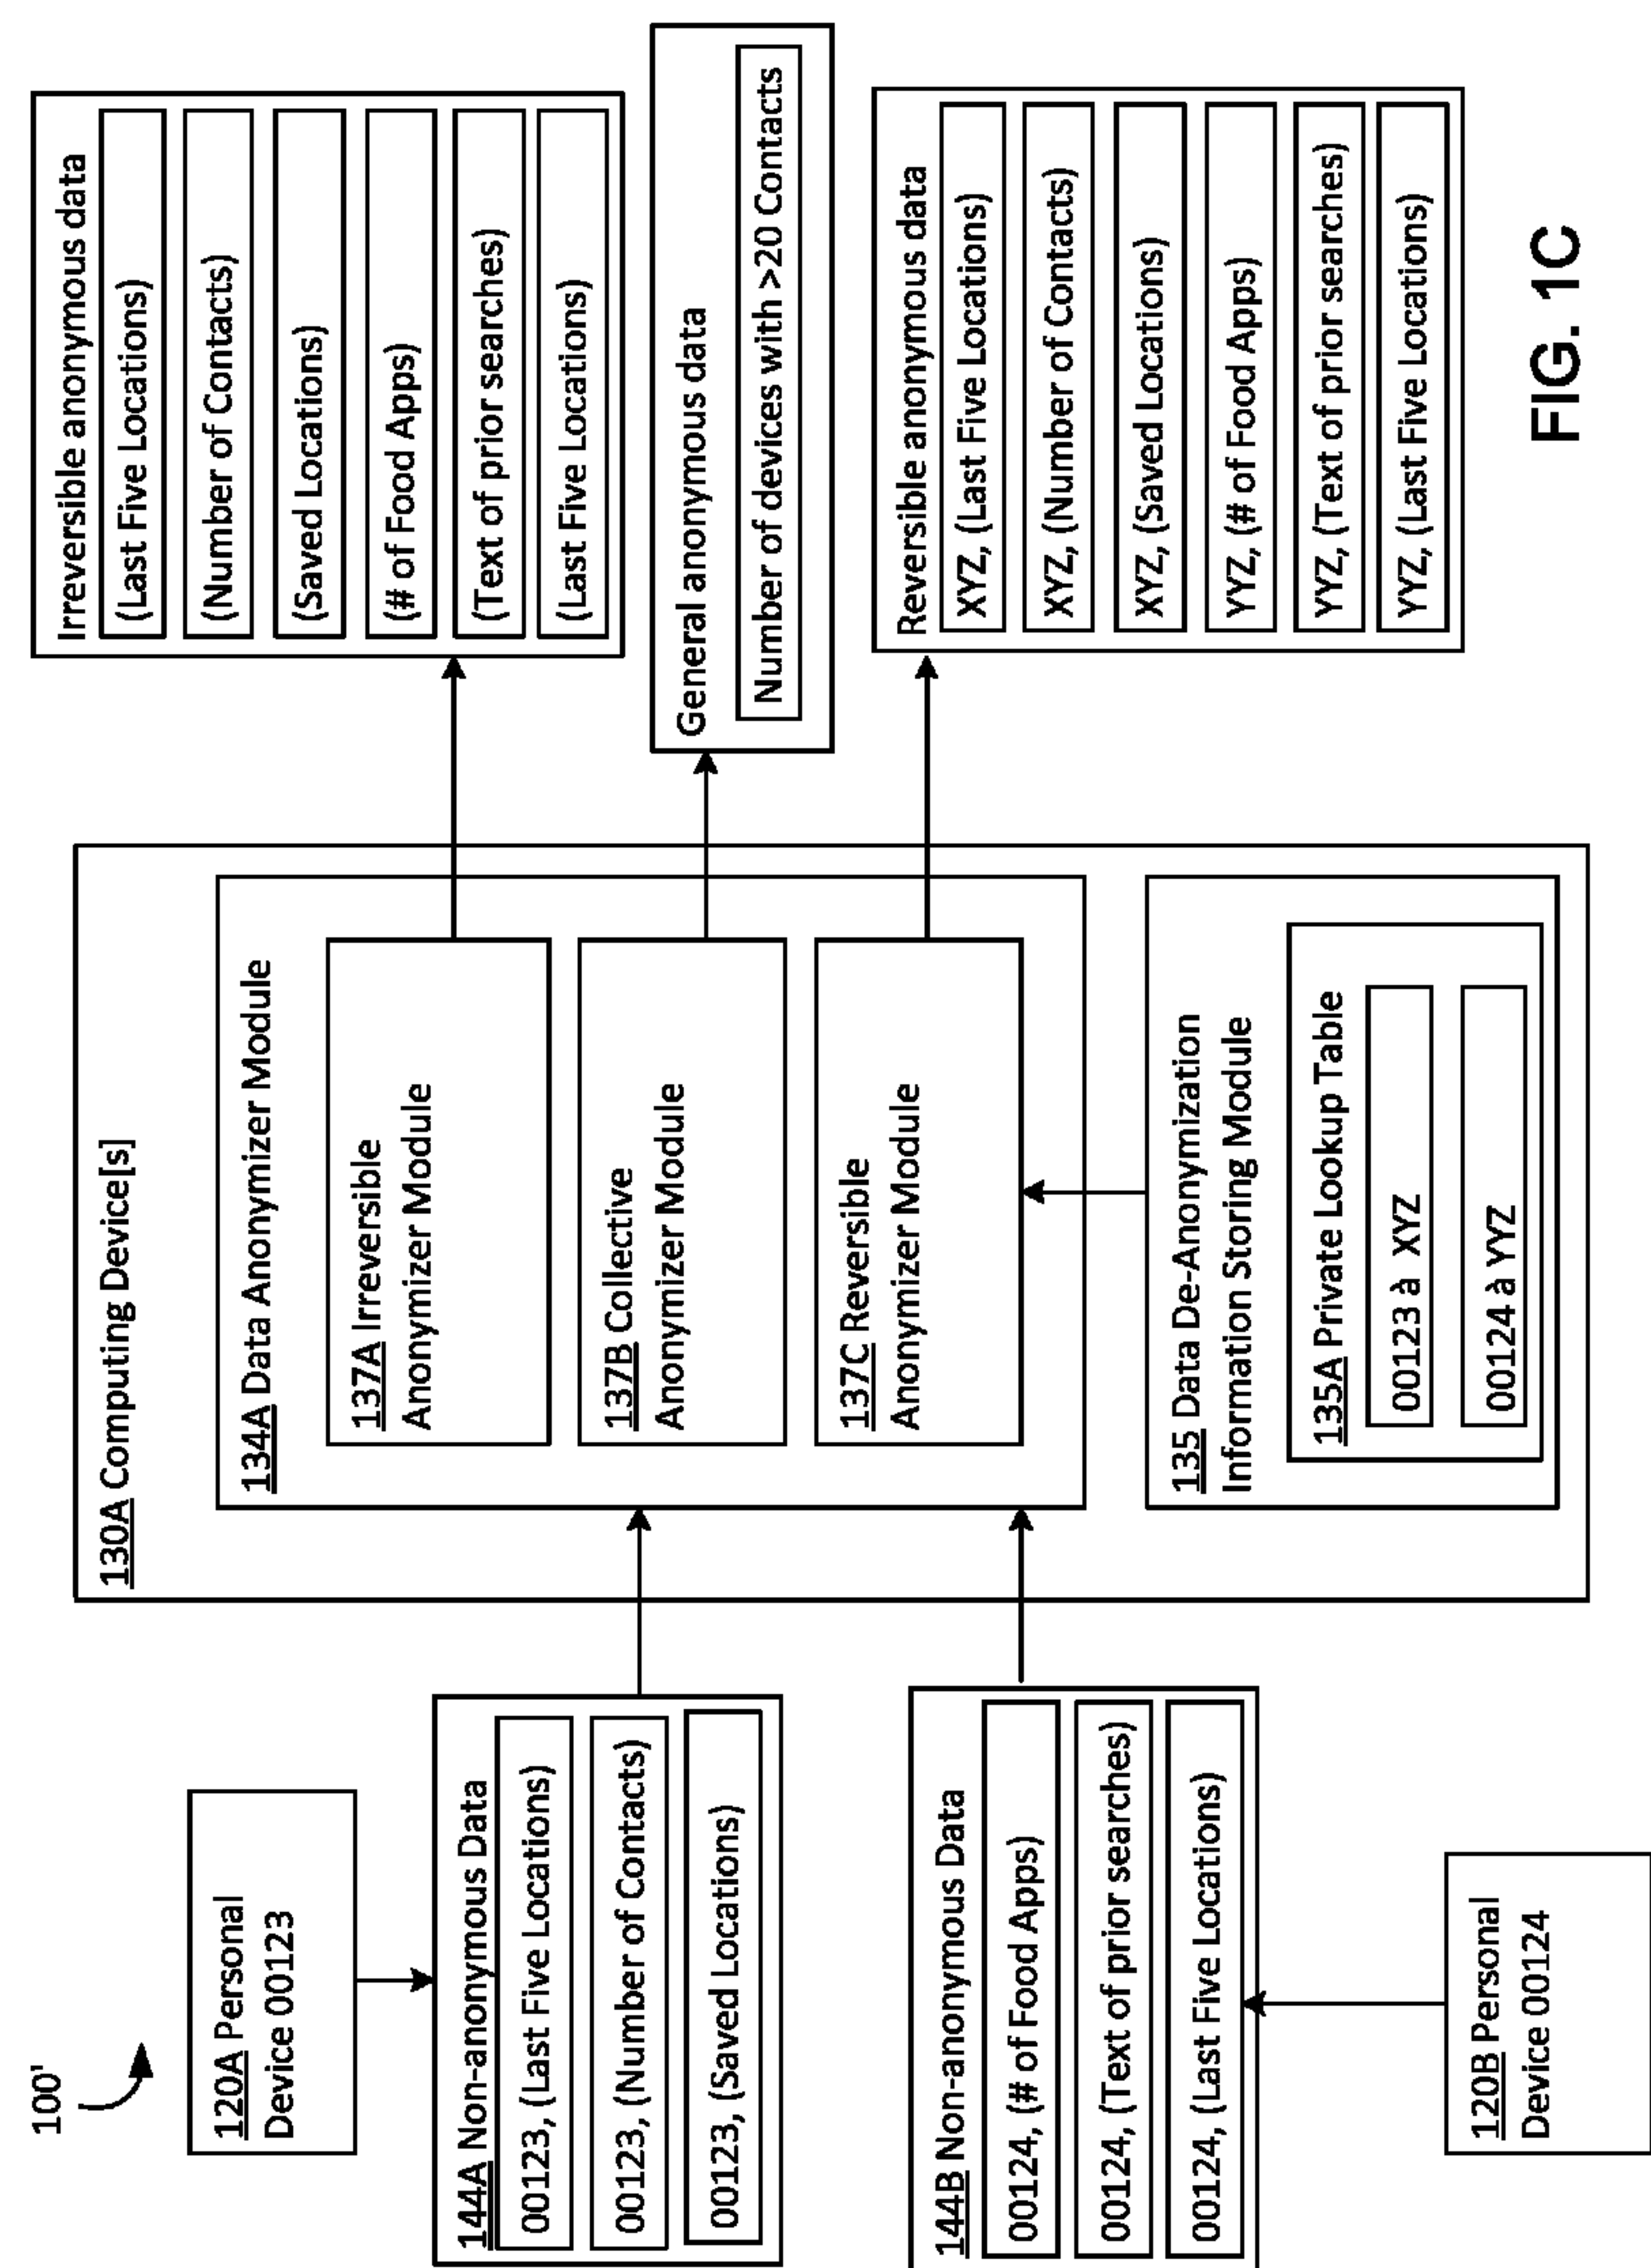 100'
120A Personal
Device 00123
144A Non-anonymous Data
00123, (Last Five Locations)
00123, (Number of Contacts)
00123, (Saved Locations)
144B Non-anonymous Data
00124, (# of Food Apps)
00124, (Text of prior searches)
00124, (Last Five Locations)
120B Personal
Device 00124
130A Computing Device[s]
134A Data Anonymizer Module
137A Irreversible
Anonymizer Module
137B Collective
Anonymizer Module
137C Reversible
Anonymizer Module
135 Data De-Anonymization
Information Storing Module
135A Private Lookup Table
00123 à XYZ
00124 à YYZ
Irreversible anonymous data
(Last Five Locations)
(Number of Contacts)
(Saved Locations)
(# of Food Apps)
(Text of prior searches)
(Last Five Locations)
General anonymous data
Number of devices with >20 Contacts
Reversible anonymous data
XYZ, (Last Five Locations)
XYZ, (Number of Contacts)
XYZ, (Saved Locations)
YYZ, (# of Food Apps)
YYZ, (Text of prior searches)
YYZ, (Last Five Locations)
FIG. 1C